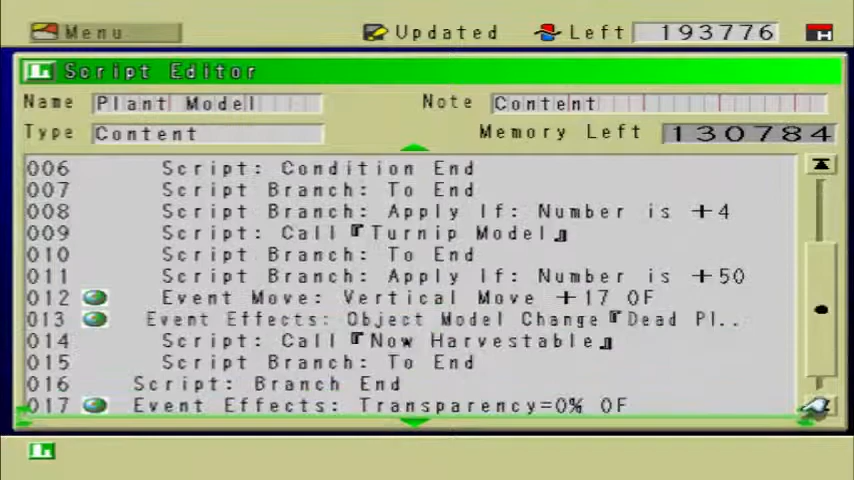 Menu Updated Left 193776
Script Editor
Name Plant Model Note Content
Type Content Memory Left 130784
006 Script: Condition End
007 Script Branch: To End
008 Script Branch: Apply If: Number is +4
009 Script: Call『Turnip Model』
010 Script Branch: To End
011 Script Branch: Apply If: Number is +50
012 Event Move: Vertical Move +17 0F
013 Event Effects: Object Model Change『Dead Pl..
014 Script: Call『Now Harvestable』
015 Script Branch: To End
016 Script: Branch End
017 Event Effects: Transparency=0% 0F